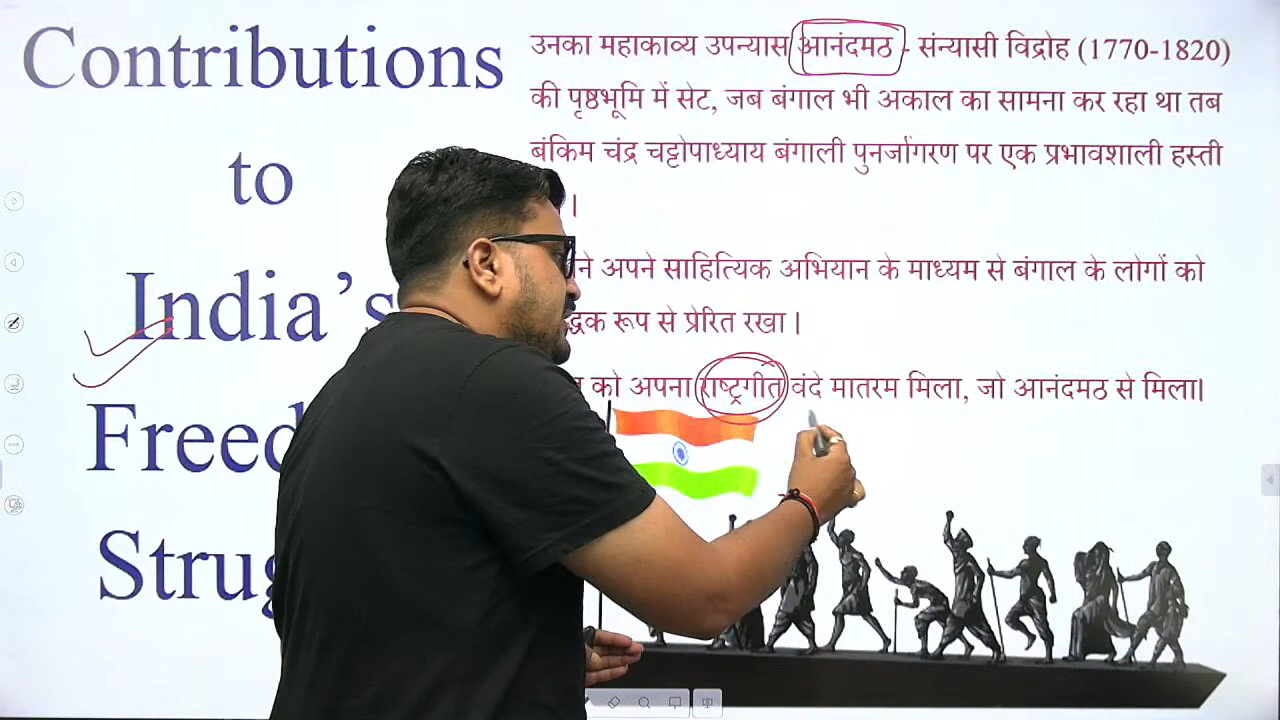 Contributions
to
India's
Freed
Strug
उनका महाकाव्य उपन्यास आनंदमठ - संन्यासी विद्रोह (1770-1820)
की पृष्ठभूमि में सेट, जब बंगाल भी अकाल का सामना कर रहा था तब
बंकिम चंद्र चट्टोपाध्याय बंगाली पुनर्जागरण पर एक प्रभावशाली हस्ती
।
ने अपने साहित्यिक अभियान के माध्यम से बंगाल के लोगों को
द्धक रूप से प्रेरित रखा।
को अपना राष्ट्रगीत वंदे मातरम मिला, जो आनंदमठ से मिला।